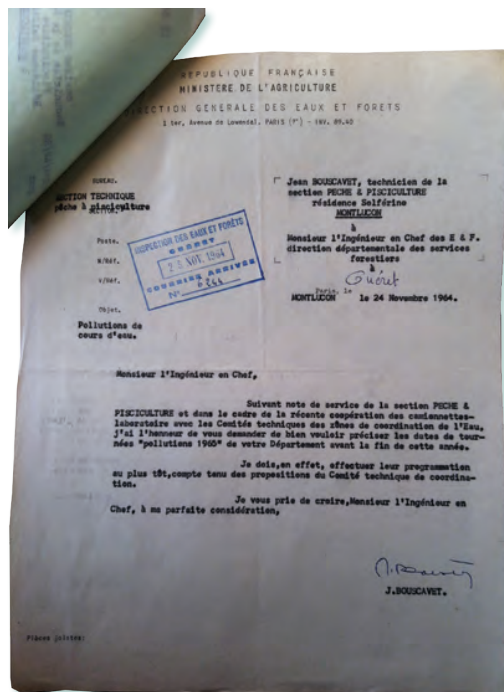 REPUBLIQUE FRANÇAISE
MINISTERE DE L'AGRICULTURE
DIRECTION GENERALE DES EAUX ET FORETS
1 ter, Avenue de Lowendal, PARIS (7e) - INV. 89.40
BUREAU.
SECTION TECHNIQUE
pêche & pisciculture
SECTION.
Poste.
N/Réf.
V/Réf.
Objet.
Pollutions de
cours d'eau.
INSPECTION DES EAUX ET FORÊTS
GUERET
NOV. 1964
COURRIER ARRIVEE
N°
Jean BOUSCAVET, technicien de la
section PECHE & PISCICULTURE
résidence Solférine
MONTLUCON
à
Monsieur l'Ingénieur en Chef des E & F.
direction départementale des services
forestiers
à
Guéret
Paris, le
MONTLUCON le 24 Novembre 1964.
Monsieur l'Ingénieur en Chef,
Suivant note de service de la section PECHE &
PISCICULTURE et dans le cadre de la récente coopération des camionnettes-
laboratoire avec les Comités techniques des zônes de coordination de l'Eau,
j'ai l'honneur de vous demander de bien vouloir préciser les dates de tour-
nées "pollutions 1965" de votre Département avant la fin de cette année.
Je dois,en effet, effectuer leur programmation
au plus tôt,compte tenu des propositions du Comité technique de coordina-
tion.
Je vous prie de croire,Monsieur l'Ingénieur en
Chef, à ma parfaite considération,
J.BOUSCAVET.
Pièces jointes: